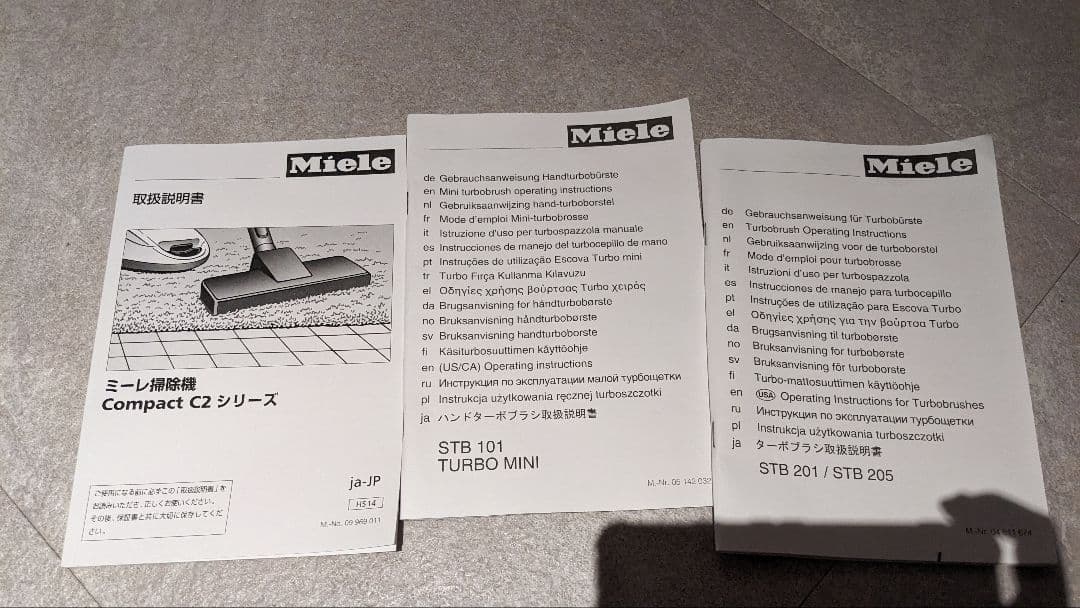 Miele
取扱説明書
ミーレ掃除機
Compact C2 シリーズ
ご使用になる前に必ずこの「取扱説明書」を
お読みいただき、正しくお使いください。
その後、保証書と共に大切に保存してくだ
さい。
ja-JP
HS14
M.-Nr. 09 969 011
Miele
de Gebrauchsanweisung Handturbobürste
en Mini turbobrush operating instructions
nl Gebruiksaanwijzing hand-turboborstel
fr Mode d'emploi Mini-turbobrosse
it Istruzione d'uso per turbospazzola manuale
es Instrucciones de manejo del turbocepillo de mano
pt Instruções de utilização Escova Turbo mini
tr Turbo Fırça Kullanma Kılavuzu
el Οδηγίες χρήσης βούρτσας Turbo χειρός
da Brugsanvisning for håndturbobørste
no Bruksanvisning håndturbobørste
sv Bruksanvisning handturboborste
fi Käsiturbosuuttimen käyttöohje
en (US/CA) Operating instructions
ru Инструкция по эксплуатации малой турбощетки
pl Instrukcja użytkowania ręcznej turboszczotki
ja ハンドターボブラシ取扱説明書
STB 101
TURBO MINI
M.-Nr. 05 142 032
Miele
de Gebrauchsanweisung für Turbobürste
en Turbobrush Operating Instructions
nl Gebruiksaanwijzing voor de turboborstel
fr Mode d'emploi pour turbobrosse
it Istruzioni d'uso per turbospazzola
es Instrucciones de manejo para turbocepillo
pt Instruções de utilização para Escova Turbo
el Οδηγίες χρήσης για την βούρτσα Turbo
da Brugsanvisning til turbobørste
no Bruksanvisning for turbobørste
sv Bruksanvisning för turboborste
fi Turbo-mattosuuttimen käyttöohje
en USA Operating Instructions for Turbobrushes
ru Инструкция по эксплуатации турбощетки
pl Instrukcja użytkowania turboszczotki
ja ターボブラシ取扱説明書
STB 201 / STB 205
M.-Nr. 04